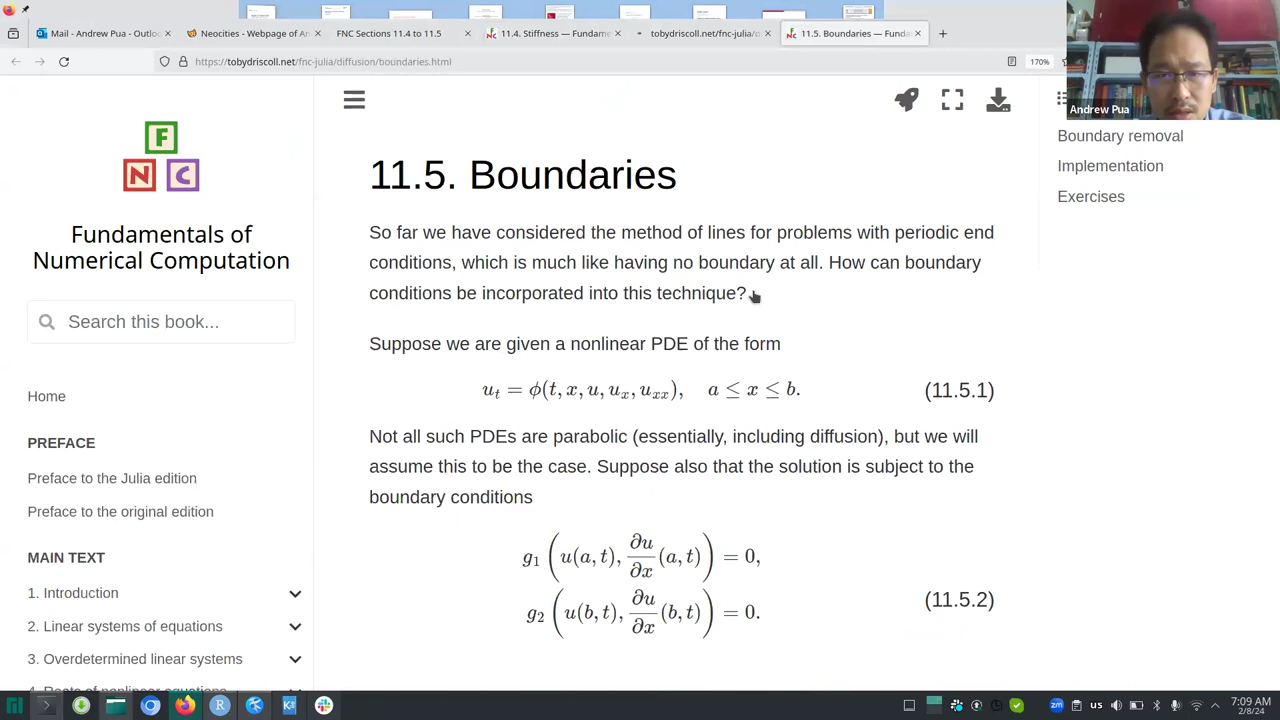 Mail - Andrew Pua - Outlo
Neocities - Webpage of An
FNC Sections 11.4 to 11.5
11.4. Stiffness — Fundame
tobydriscoll.net/fnc-julia/o
11.5. Boundaries — Funda
https://tobydriscoll.net/fnc-julia/diffusion/boundaries.html
170%
Andrew Pua
Boundary removal
Implementation
Exercises
F
N C
Fundamentals of
Numerical Computation
Search this book...
Home
PREFACE
Preface to the Julia edition
Preface to the original edition
MAIN TEXT
1. Introduction
2. Linear systems of equations
3. Overdetermined linear systems
4. Roots of nonlinear equations
11.5. Boundaries
So far we have considered the method of lines for problems with periodic end
conditions, which is much like having no boundary at all. How can boundary
conditions be incorporated into this technique?
Suppose we are given a nonlinear PDE of the form
u_t = ϕ(t, x, u, u_x, u_xx), a ≤ x ≤ b. (11.5.1)
Not all such PDEs are parabolic (essentially, including diffusion), but we will
assume this to be the case. Suppose also that the solution is subject to the
boundary conditions
g₁ (u(a, t), ∂u/∂x (a, t)) = 0,
g₂ (u(b, t), ∂u/∂x (b, t)) = 0. (11.5.2)
us
7:09 AM
2/8/24